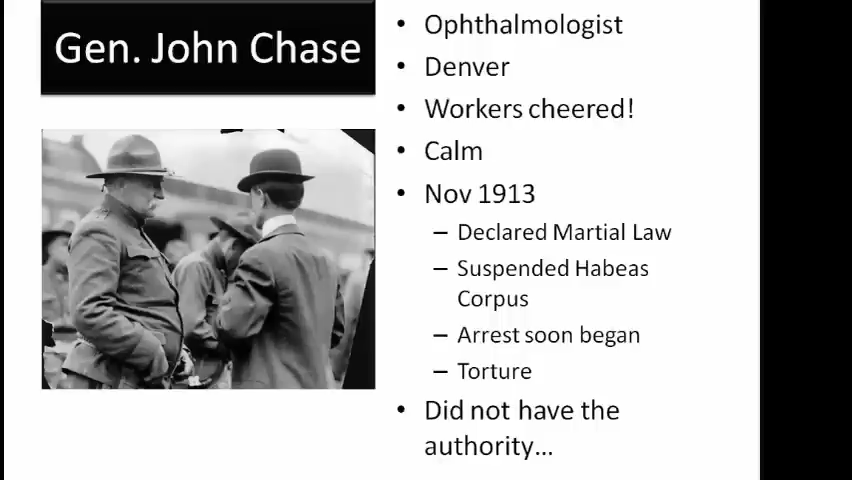 Gen. John Chase
• Ophthalmologist
• Denver
• Workers cheered!
• Calm
• Nov 1913
– Declared Martial Law
– Suspended Habeas
Corpus
– Arrest soon began
– Torture
• Did not have the
authority...